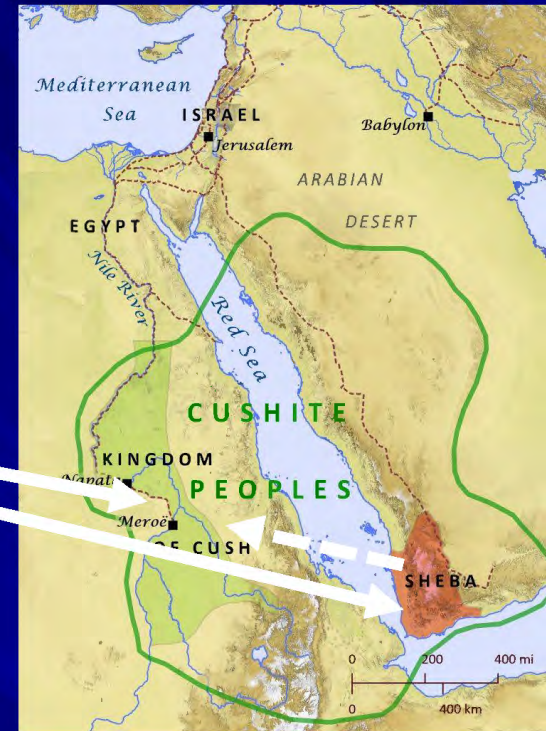 Mediterranean
Sea
ISRAEL
Jerusalem
Babylon
ARABIAN
DESERT
EGYPT
Nile River
Red Sea
CUSHITE
PEOPLES
KINGDOM
Napata
Meroë
OF CUSH
SHEBA
0 200 400 mi
0 400 km